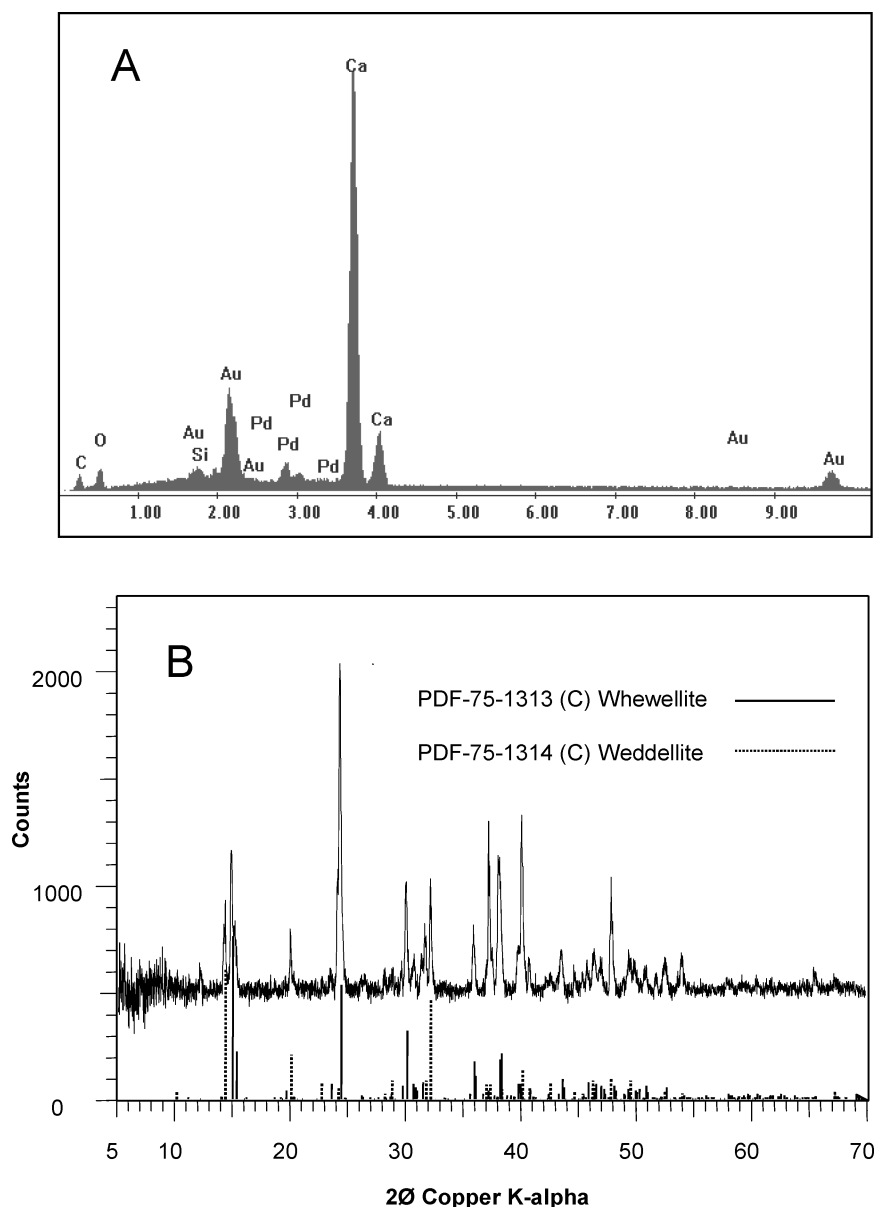 A
Ca
Au
Pd
Ca
Pd
Au
O
Au
Pd
C
Si
Au
Pd
Au
1.00 2.00 3.00 4.00 5.00 6.00 7.00 8.00 9.00
B
2000
PDF-75-1313 (C) Whewellite
PDF-75-1314 (C) Weddellite
Counts
1000
0
5 10 20 30 40 50 60 70
2Ø Copper K-alpha